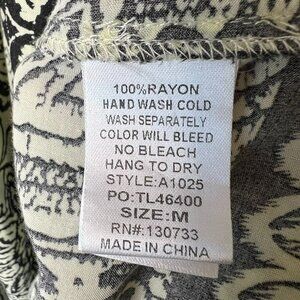 100%RAYON
HAND WASH COLD
WASH SEPARATELY
COLOR WILL BLEED
NO BLEACH
HANG TO DRY
STYLE:A1025
PO:TL46400
SIZE:M
RN#:130733
MADE IN CHINA